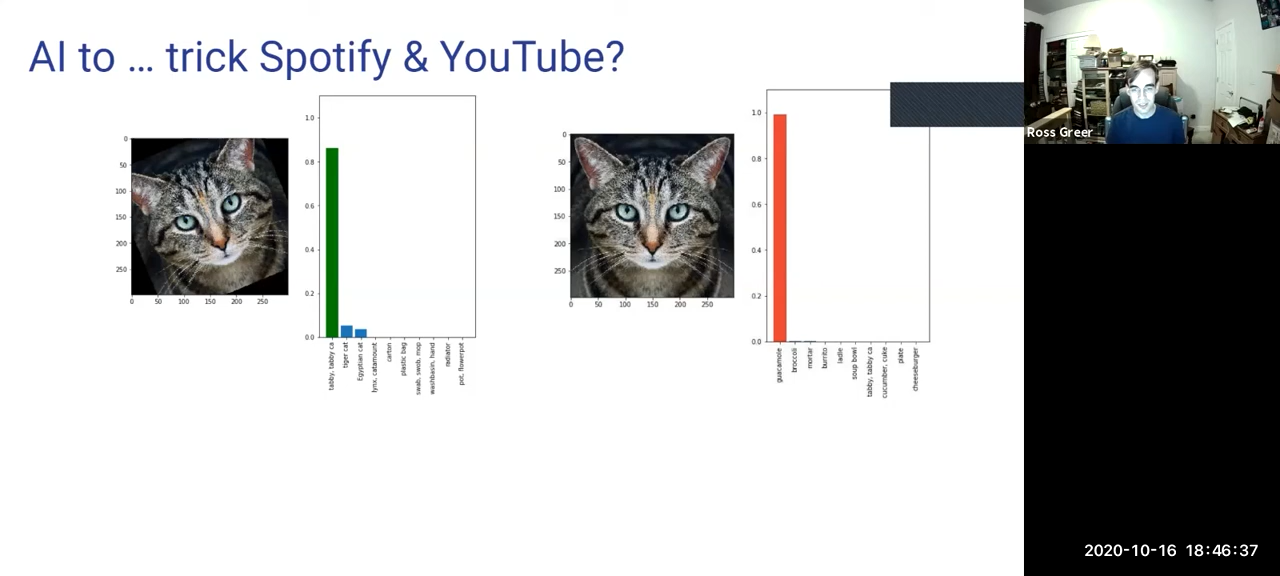 AI to ... trick Spotify & YouTube?
0
50
100
150
200
250
0 50 100 150 200 250
1.0
0.8
0.6
0.4
0.2
0.0
tabby, tabby ca
tiger cat
Egyptian cat
lynx, catamount
carton
plastic bag
swab, swob, mop
washbasin, hand
radiator
pot, flowerpot
0
50
100
150
200
250
0 50 100 150 200 250
1.0
0.8
0.6
0.4
0.2
0.0
guacamole
broccoli
mortar
burrito
ladle
soup bowl
tabby, tabby ca
cucumber, cuke
plate
cheeseburger
Ross Greer
2020-10-16 18:46:37